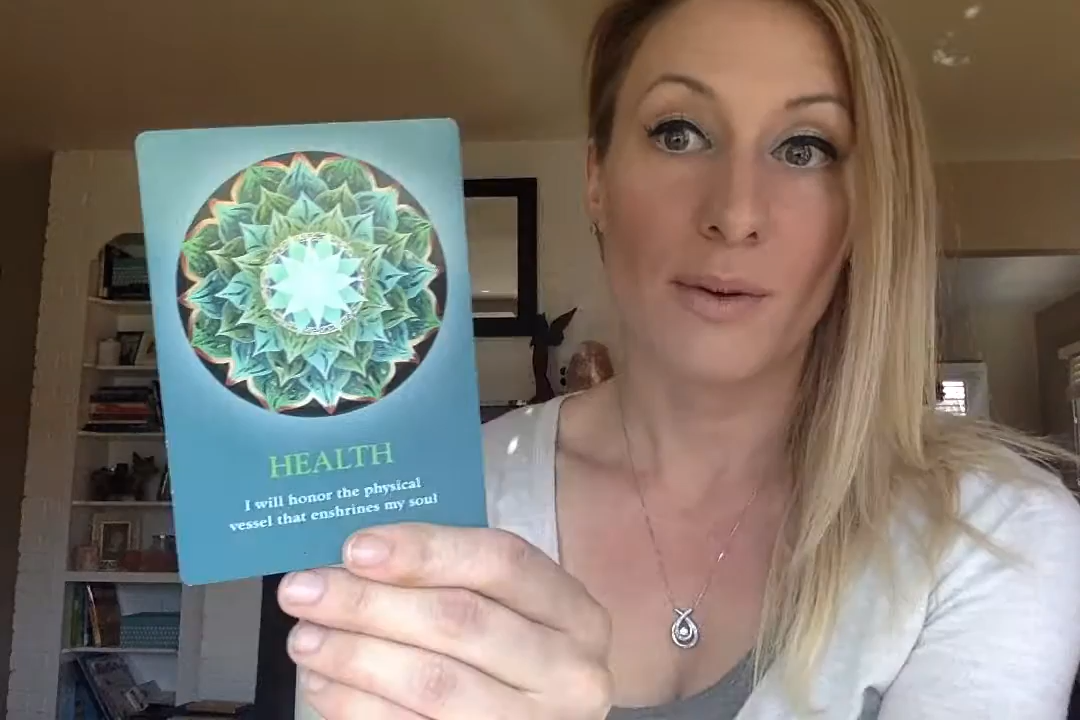 HEALTH
I will honor the physical
vessel that enshrines my soul